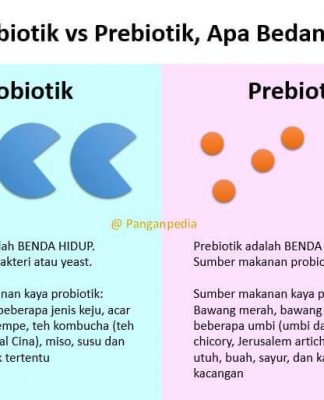 biotik vs Prebiotik, Apa Bedan
obiotik
Prebiot
@ Panganpedia
lah BENDA HIDUP.
akteri atau yeast.
nan kaya probiotik:
beberapa jenis keju, acar
empe, teh kombucha (teh
al Cina), miso, susu dan
k tertentu
Prebiotik adalah BENDA
Sumber makanan probio
Sumber makanan kaya p
Bawang merah, bawang
beberapa umbi (umbi da
chicory, Jerusalem artich
utuh, buah, sayur, dan ka
kacangan